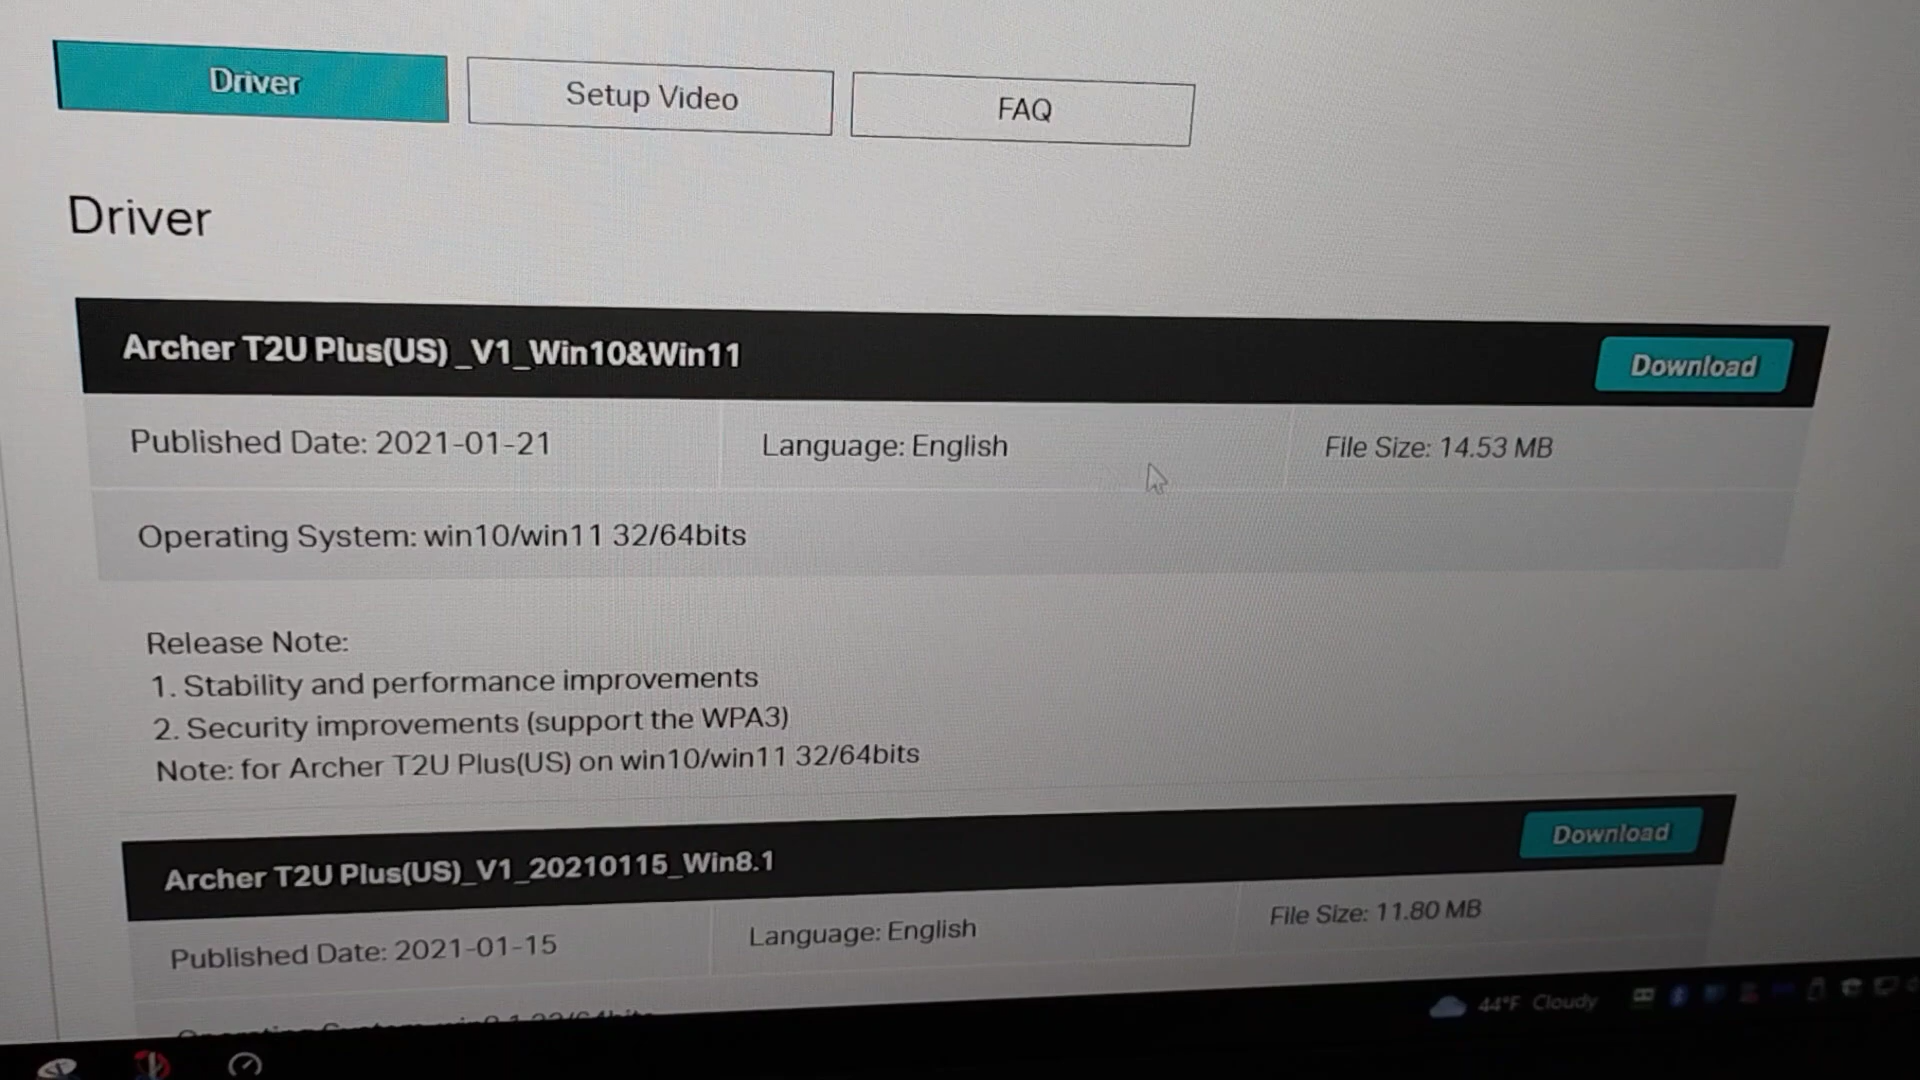 Driver
Setup Video
FAQ
Driver
Archer T2U Plus(US) _V1_Win10&Win11
Download
Published Date: 2021-01-21
Language: English
File Size: 14.53 MB
Operating System: win10/win11 32/64bits
Release Note:
1. Stability and performance improvements
2. Security improvements (support the WPA3)
Note: for Archer T2U Plus(US) on win10/win11 32/64bits
Archer T2U Plus(US)_V1_20210115_Win8.1
Download
Published Date: 2021-01-15
Language: English
File Size: 11.80 MB
44°F Cloudy